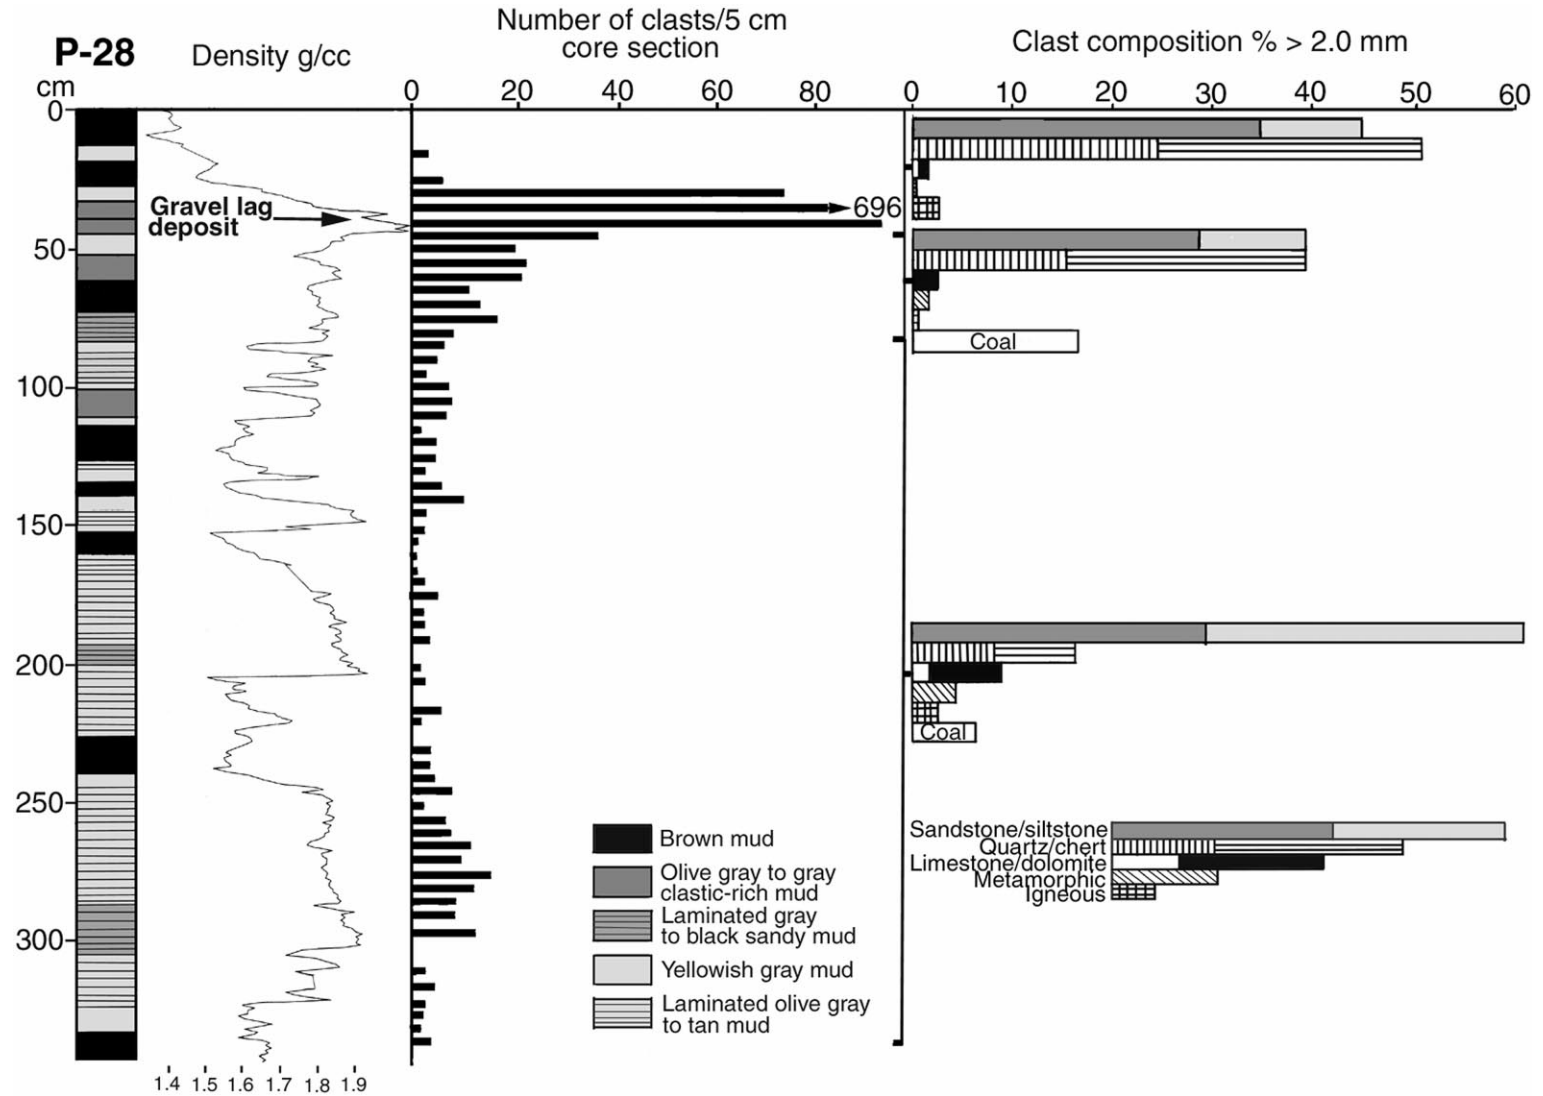 P-28
cm
Density g/cc
Number of clasts/5 cm
core section
Clast composition % > 2.0 mm
0 20 40 60 80
0 10 20 30 40 50 60
0
50
100
150
200
250
300
Gravel lag
deposit
696
Coal
Coal
Brown mud
Olive gray to gray
clastic-rich mud
Laminated gray
to black sandy mud
Yellowish gray mud
Laminated olive gray
to tan mud
Sandstone/siltstone
Quartz/chert
Limestone/dolomite
Metamorphic
Igneous
1.4 1.5 1.6 1.7 1.8 1.9